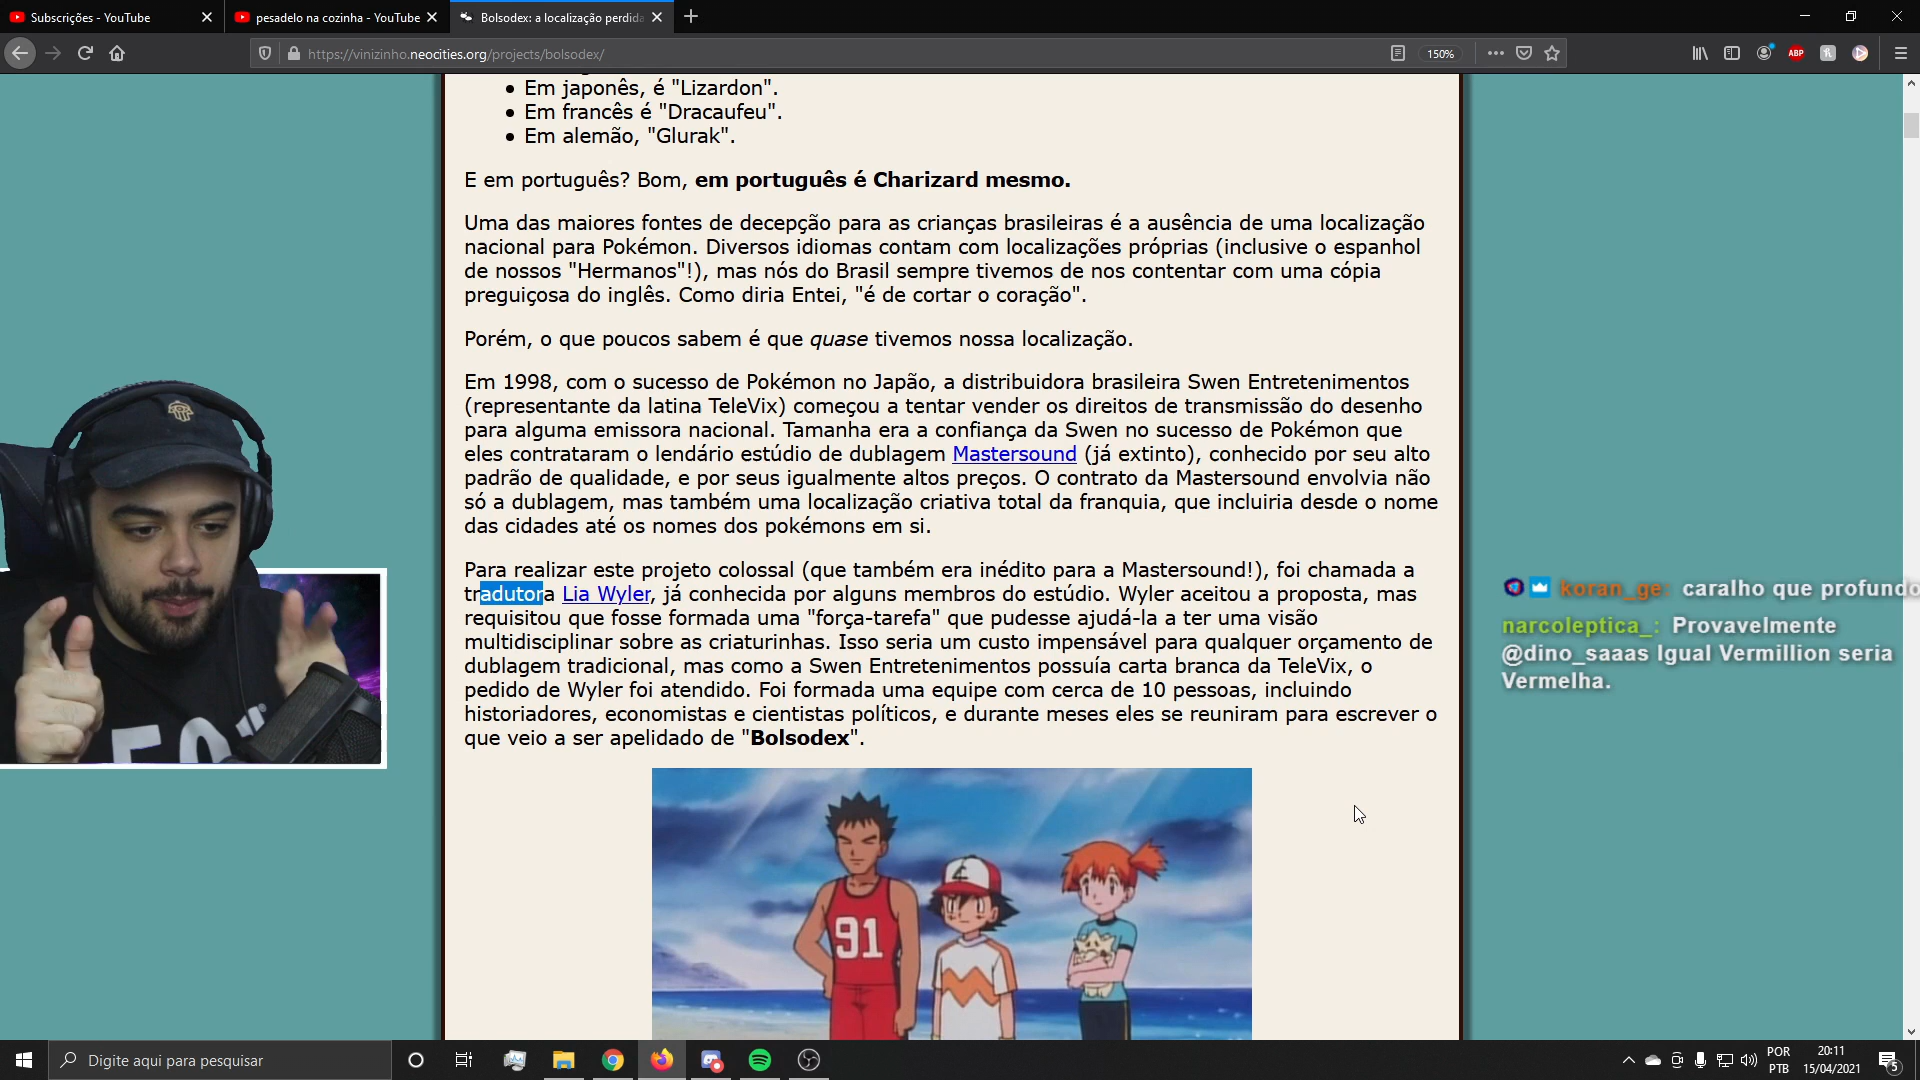 Subscrições - YouTube
pesadelo na cozinha - YouTube
Bolsodex: a localização perdida
https://vinizinho.neocities.org/projects/bolsodex/
150%
ABP
• Em japonês, é "Lizardon".
• Em francês é "Dracaufeu".
• Em alemão, "Glurak".
E em português? Bom, em português é Charizard mesmo.
Uma das maiores fontes de decepção para as crianças brasileiras é a ausência de uma localização
nacional para Pokémon. Diversos idiomas contam com localizações próprias (inclusive o espanhol
de nossos "Hermanos"!), mas nós do Brasil sempre tivemos de nos contentar com uma cópia
preguiçosa do inglês. Como diria Entei, "é de cortar o coração".
Porém, o que poucos sabem é que quase tivemos nossa localização.
Em 1998, com o sucesso de Pokémon no Japão, a distribuidora brasileira Swen Entretenimentos
(representante da latina TeleVix) começou a tentar vender os direitos de transmissão do desenho
para alguma emissora nacional. Tamanha era a confiança da Swen no sucesso de Pokémon que
eles contrataram o lendário estúdio de dublagem Mastersound (já extinto), conhecido por seu alto
padrão de qualidade, e por seus igualmente altos preços. O contrato da Mastersound envolvia não
só a dublagem, mas também uma localização criativa total da franquia, que incluiria desde o nome
das cidades até os nomes dos pokémons em si.
Para realizar este projeto colossal (que também era inédito para a Mastersound!), foi chamada a
tradutora Lia Wyler, já conhecida por alguns membros do estúdio. Wyler aceitou a proposta, mas
requisitou que fosse formada uma "força-tarefa" que pudesse ajudá-la a ter uma visão
multidisciplinar sobre as criaturinhas. Isso seria um custo impensável para qualquer orçamento de
dublagem tradicional, mas como a Swen Entretenimentos possuía carta branca da TeleVix, o
pedido de Wyler foi atendido. Foi formada uma equipe com cerca de 10 pessoas, incluindo
historiadores, economistas e cientistas políticos, e durante meses eles se reuniram para escrever o
que veio a ser apelidado de "Bolsodex".
91
koran_ge: caralho que profundo
narcoleptica_: Provavelmente
@dino_saaas Igual Vermillion seria
Vermelha.
Digite aqui para pesquisar
POR
PTB
20:11
15/04/2021
5